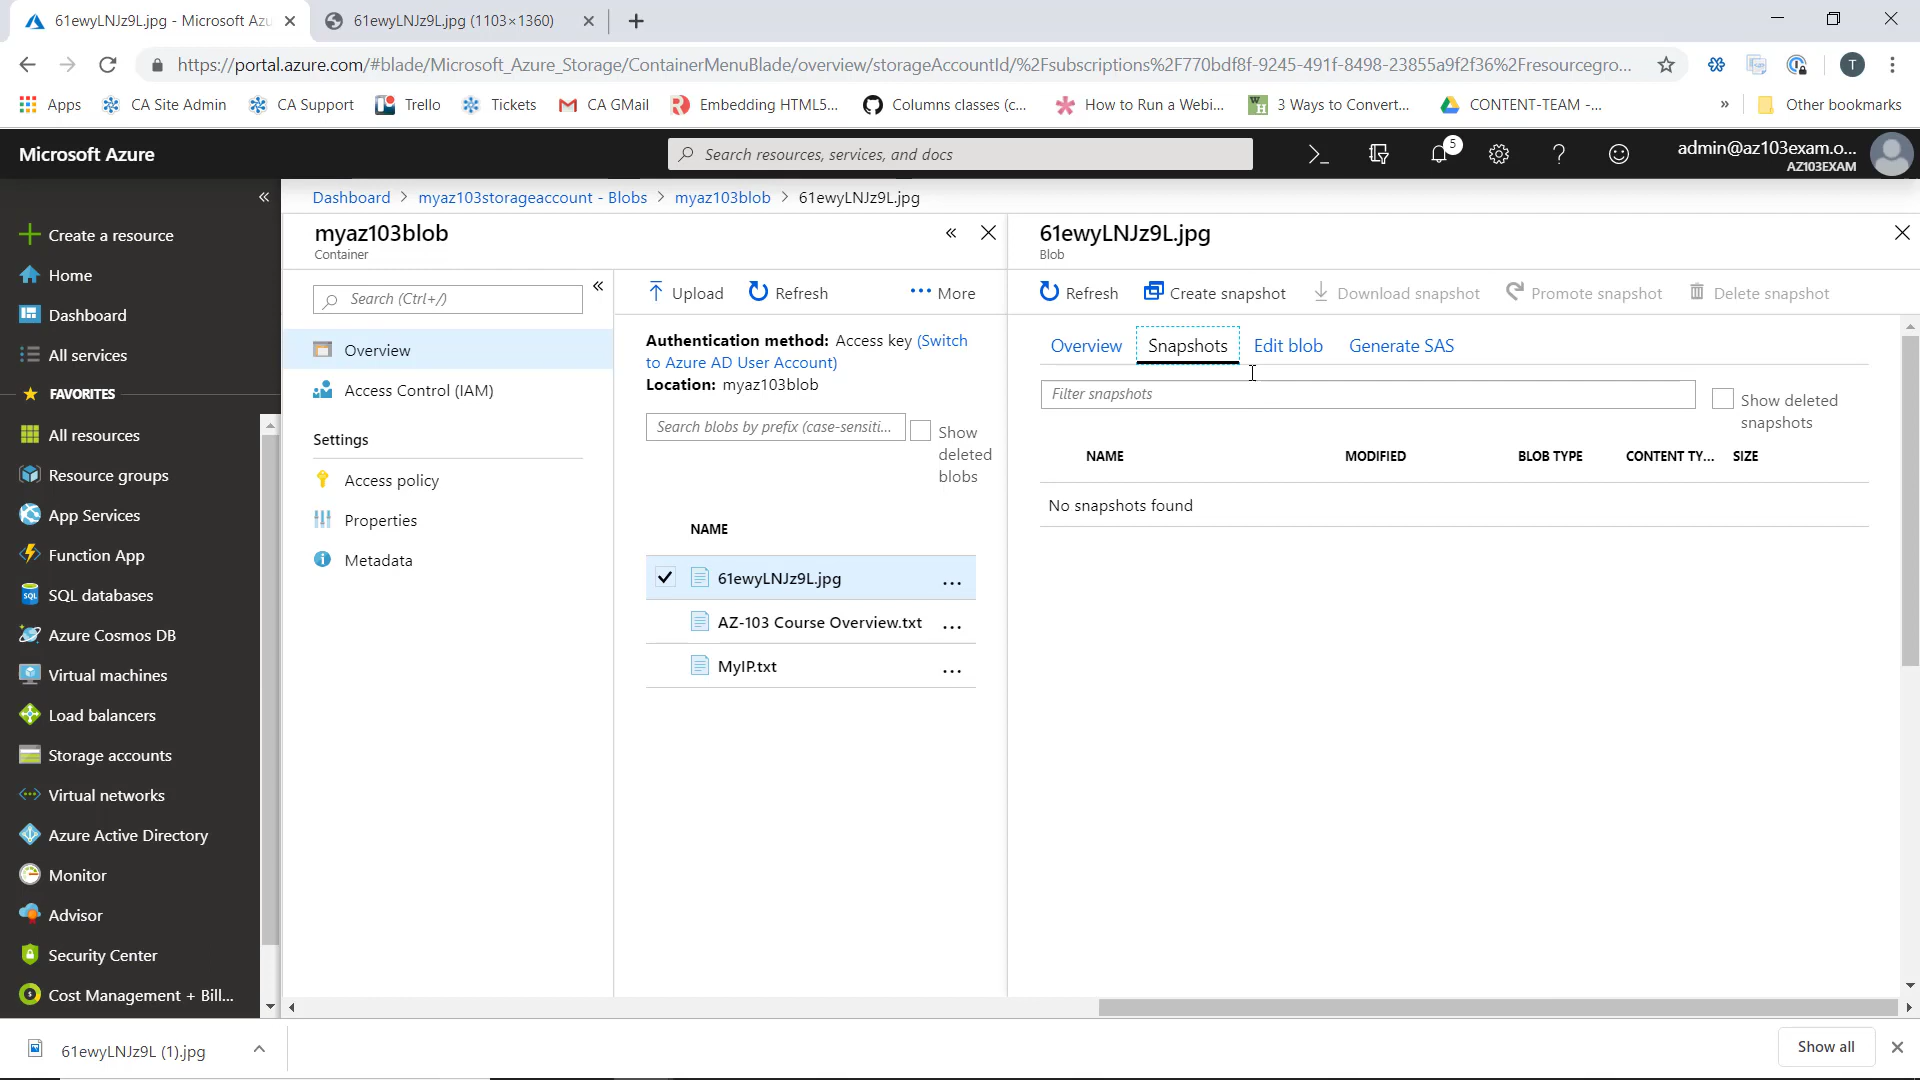 61ewyLNJz9L.jpg - Microsoft Azu
61ewyLNJz9L.jpg (1103×1360)
https://portal.azure.com/#blade/Microsoft_Azure_Storage/ContainerMenuBlade/overview/storageAccountId/%2Fsubscriptions%2F770bdf8f-9245-491f-8498-23855a9f2f36%2Fresourcegro...
T
Apps
CA Site Admin
CA Support
Trello
Tickets
CA GMail
Embedding HTML5...
Columns classes (c...
How to Run a Webi...
3 Ways to Convert...
CONTENT-TEAM -...
»
Other bookmarks
Microsoft Azure
Search resources, services, and docs
5
admin@az103exam.o...
AZ103EXAM
Dashboard > myaz103storageaccount - Blobs > myaz103blob > 61ewyLNJz9L.jpg
Create a resource
Home
Dashboard
All services
FAVORITES
All resources
Resource groups
App Services
Function App
SQL databases
Azure Cosmos DB
Virtual machines
Load balancers
Storage accounts
Virtual networks
Azure Active Directory
Monitor
Advisor
Security Center
Cost Management + Bill...
myaz103blob
Container
Search (Ctrl+/)
Overview
Access Control (IAM)
Settings
Access policy
Properties
Metadata
Upload
Refresh
More
Authentication method: Access key (Switch
to Azure AD User Account)
Location: myaz103blob
Search blobs by prefix (case-sensiti...
Show
deleted
blobs
NAME
61ewyLNJz9L.jpg
AZ-103 Course Overview.txt
MyIP.txt
61ewyLNJz9L.jpg
Blob
Refresh
Create snapshot
Download snapshot
Promote snapshot
Delete snapshot
Overview
Snapshots
Edit blob
Generate SAS
Filter snapshots
Show deleted
snapshots
NAME
MODIFIED
BLOB TYPE
CONTENT TY...
SIZE
No snapshots found
61ewyLNJz9L (1).jpg
Show all